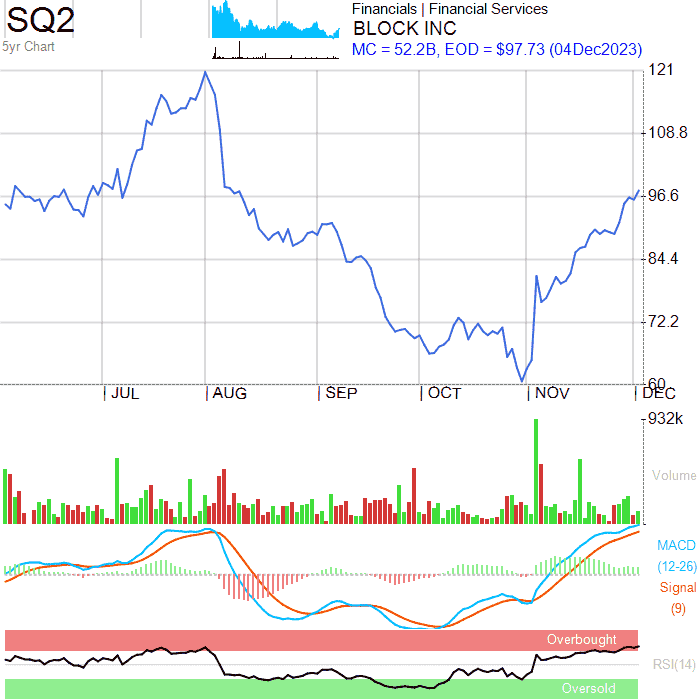 SQ2
5yr Chart
Financials | Financial Services
BLOCK INC
MC = 52.2B, EOD = $97.73 (04Dec2023)
121
108.8
96.6
84.4
72.2
60
JUL
AUG
SEP
OCT
NOV
DEC
932k
Volume
MACD
(12-26)
Signal
(9)
Overbought
RSI(14)
Oversold